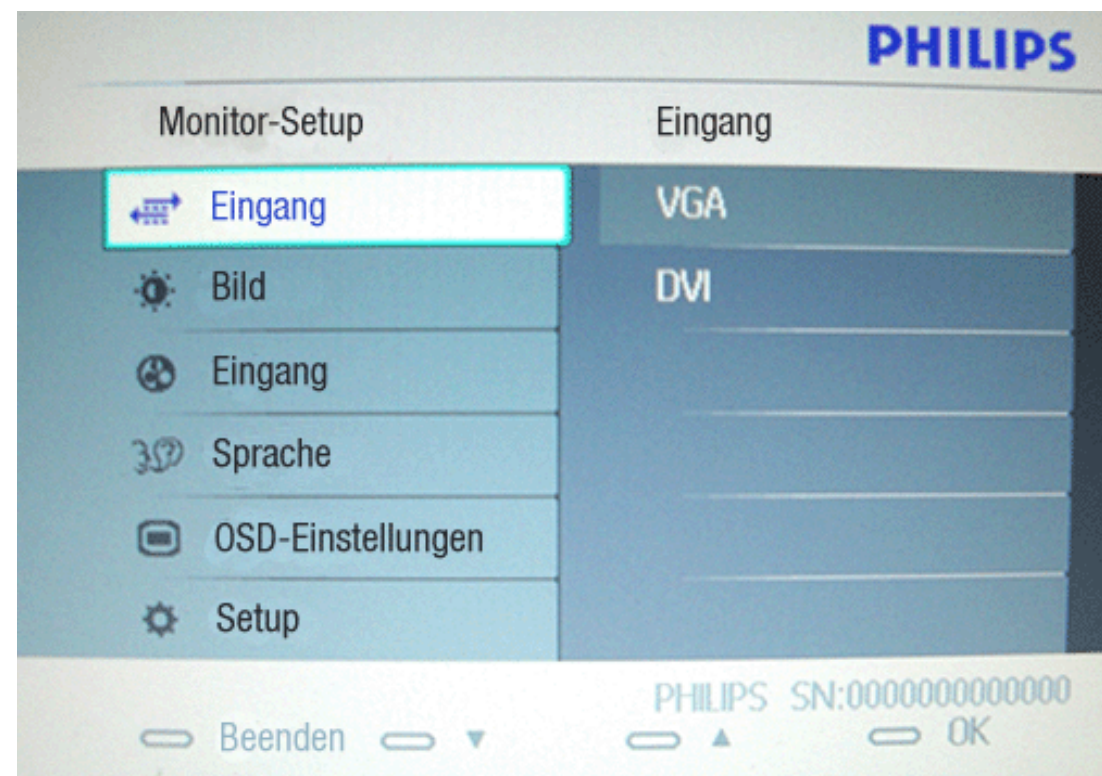 PHILIPS
Monitor-Setup Eingang
Eingang VGA
Bild DVI
Eingang
Sprache
OSD-Einstellungen
Setup
PHILIPS SN:0000000000000
Beenden ▼ ▲ OK